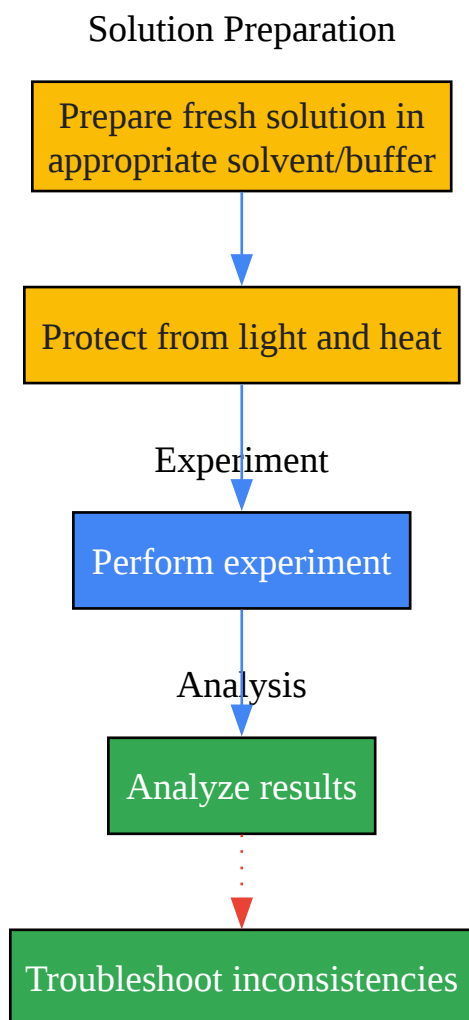 Solution Preparation
Prepare fresh solution in
appropriate solvent/buffer
Protect from light and heat
Experiment
Perform experiment
Analysis
Analyze results
Troubleshoot inconsistencies